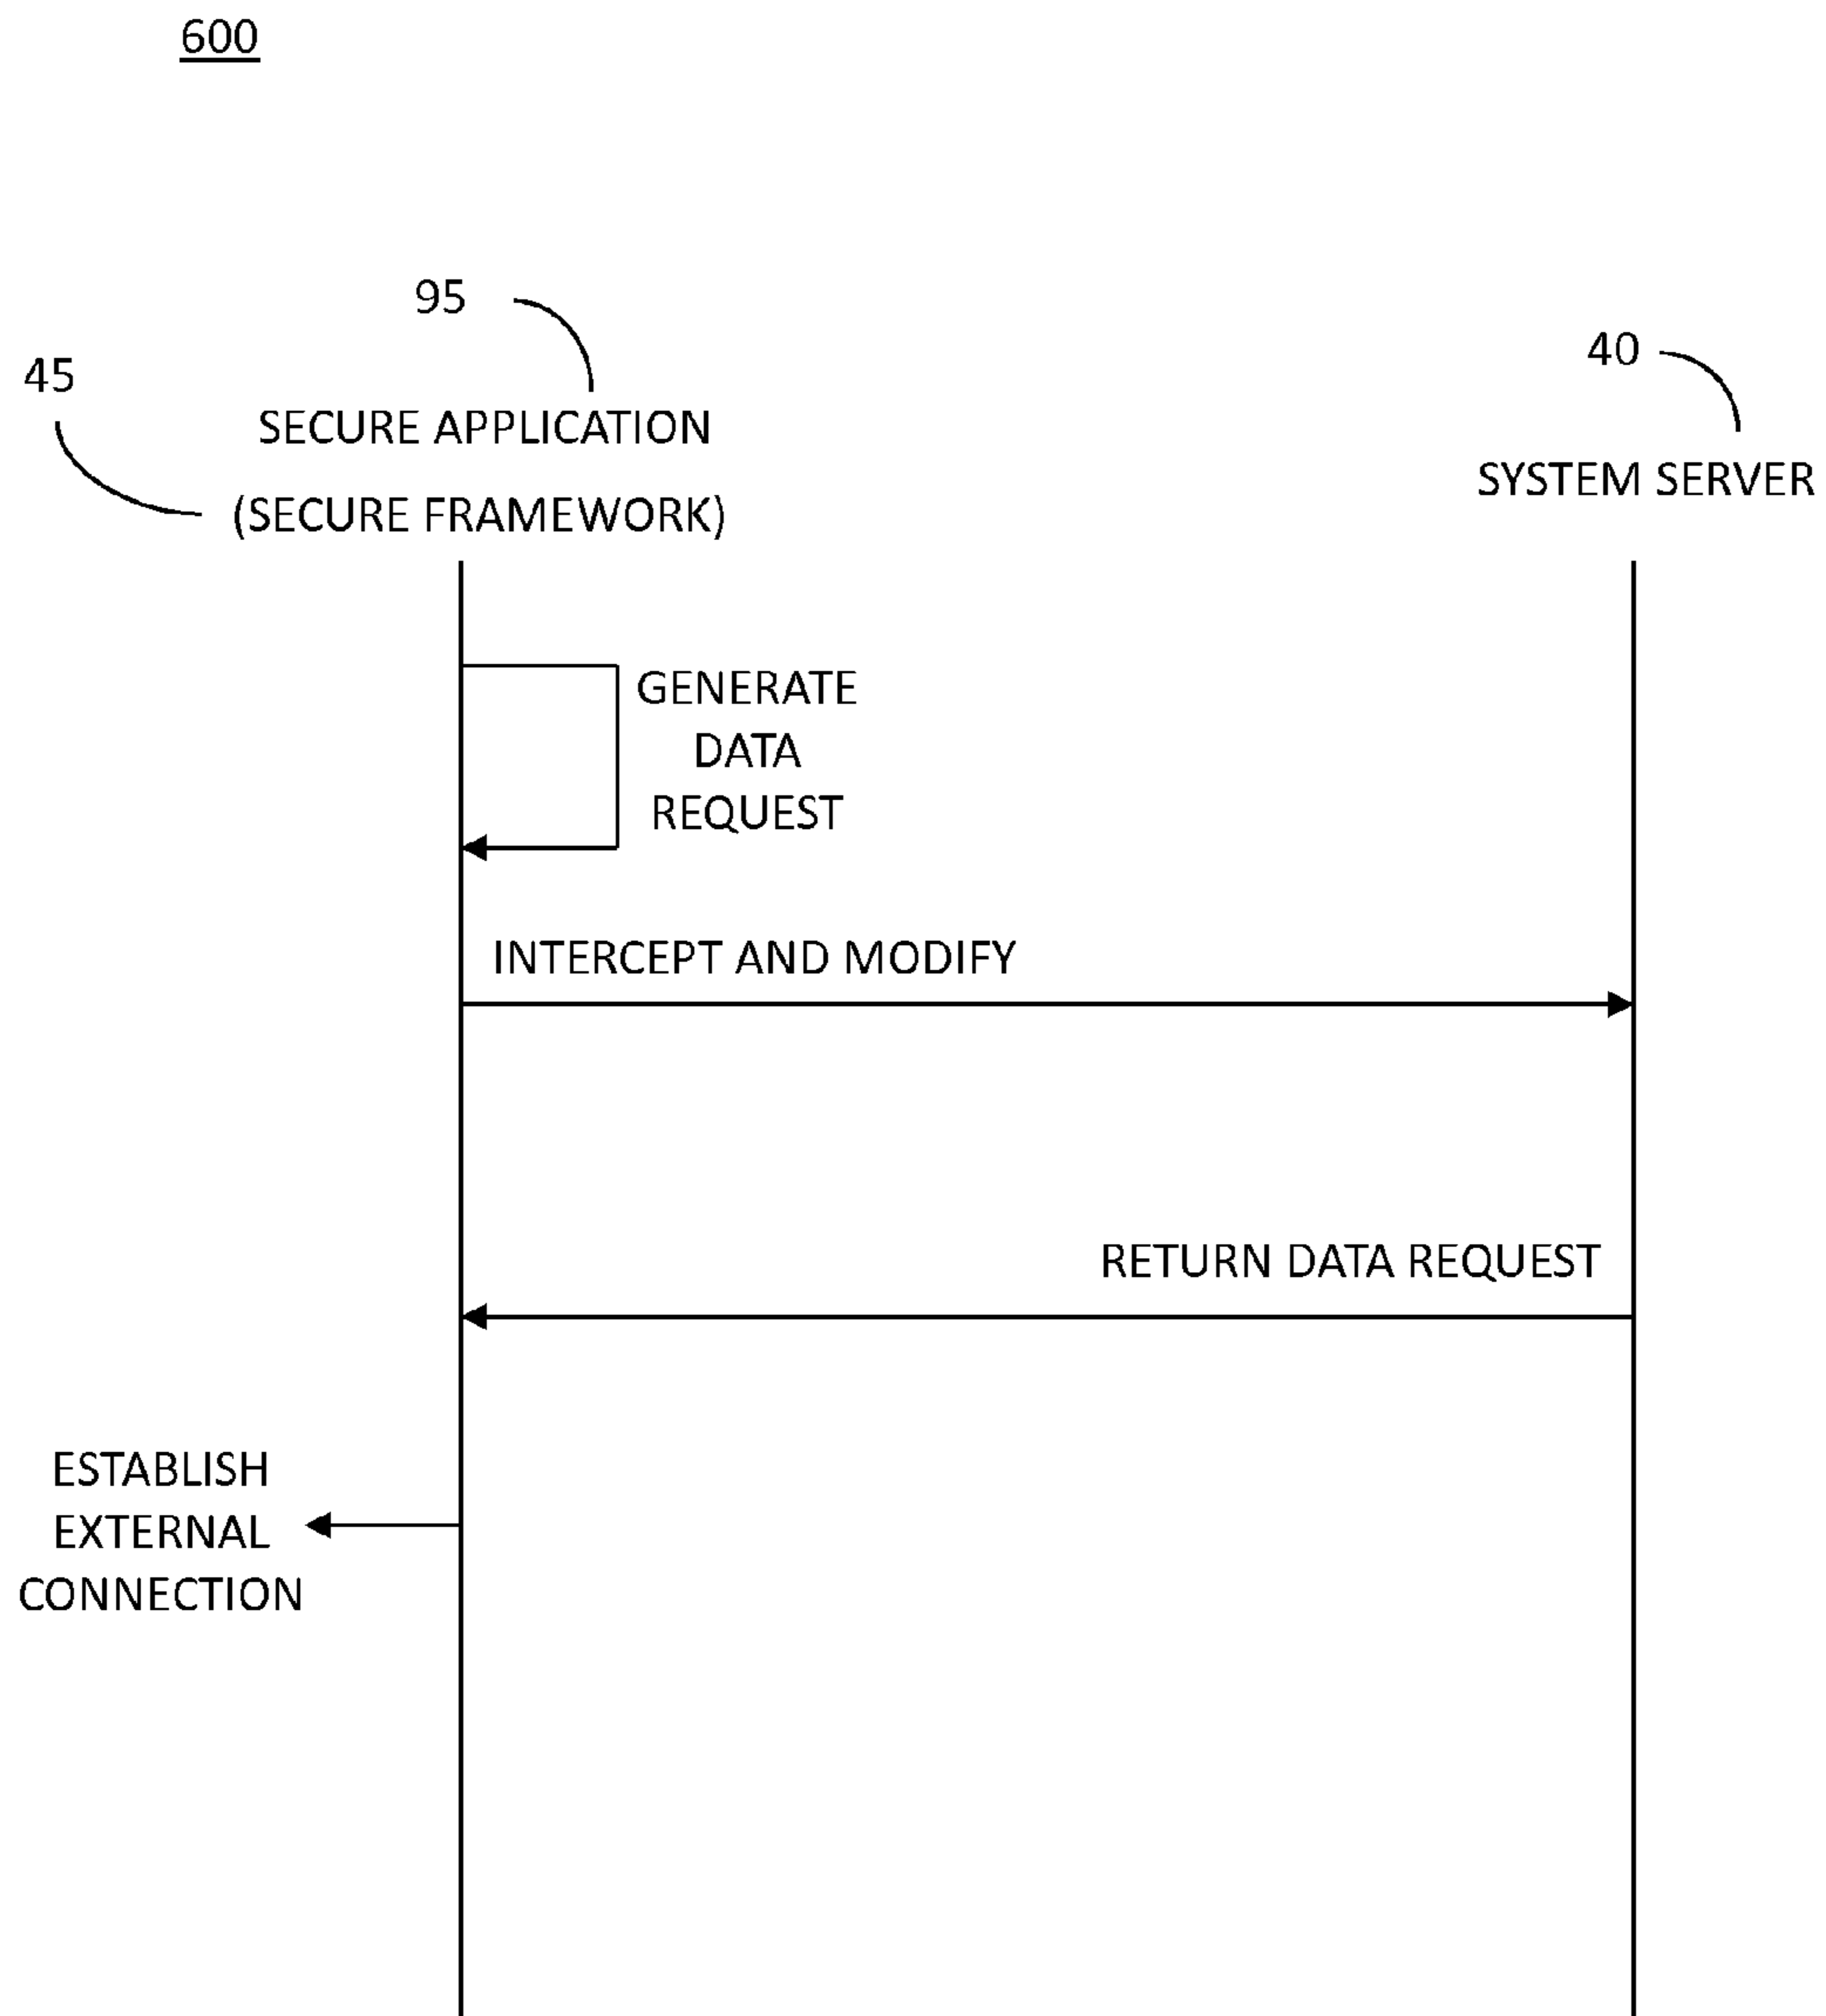 600
95
45
40
SECURE APPLICATION
(SECURE FRAMEWORK)
SYSTEM SERVER
GENERATE
DATA
REQUEST
INTERCEPT AND MODIFY
RETURN DATA REQUEST
ESTABLISH
EXTERNAL
CONNECTION